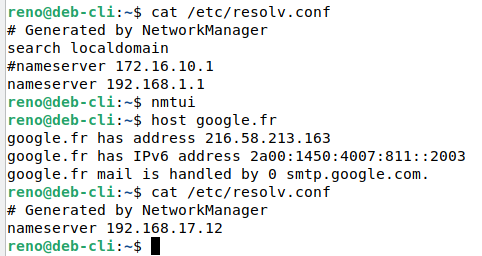 reno@deb-cli:~$ cat /etc/resolv.conf
# Generated by NetworkManager
search localdomain
#nameserver 172.16.10.1
nameserver 192.168.1.1
reno@deb-cli:~$ nmtui
reno@deb-cli:~$ host google.fr
google.fr has address 216.58.213.163
google.fr has IPv6 address 2a00:1450:4007:811::2003
google.fr mail is handled by 0 smtp.google.com.
reno@deb-cli:~$ cat /etc/resolv.conf
# Generated by NetworkManager
nameserver 192.168.17.12
reno@deb-cli:~$